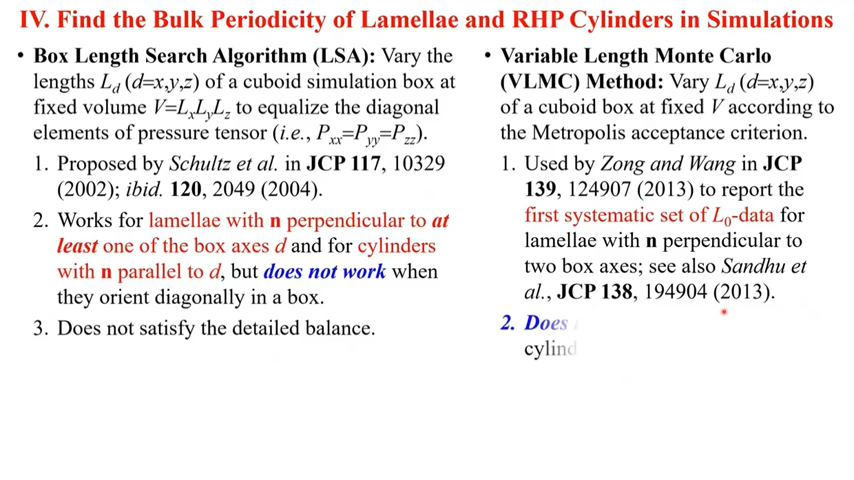 IV. Find the Bulk Periodicity of Lamellae and RHP Cylinders in Simulations
• Box Length Search Algorithm (LSA): Vary the
lengths L_d (d=x,y,z) of a cuboid simulation box at
fixed volume V=L_xL_yL_z to equalize the diagonal
elements of pressure tensor (i.e., P_xx=P_yy=P_zz).
1. Proposed by Schultz et al. in JCP 117, 10329
(2002); ibid. 120, 2049 (2004).
2. Works for lamellae with n perpendicular to at
least one of the box axes d and for cylinders
with n parallel to d, but does not work when
they orient diagonally in a box.
3. Does not satisfy the detailed balance.
• Variable Length Monte Carlo
(VLMC) Method: Vary L_d (d=x,y,z)
of a cuboid box at fixed V according to
the Metropolis acceptance criterion.
1. Used by Zong and Wang in JCP
139, 124907 (2013) to report the
first systematic set of L_0-data for
lamellae with n perpendicular to
two box axes; see also Sandhu et
al., JCP 138, 194904 (2013).
2. Does
cylind